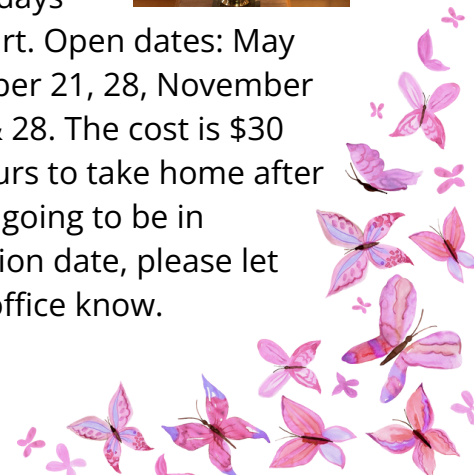 days
rt. Open dates: May
ber 21, 28, November
& 28. The cost is $30
urs to take home after
going to be in
ion date, please let
office know.